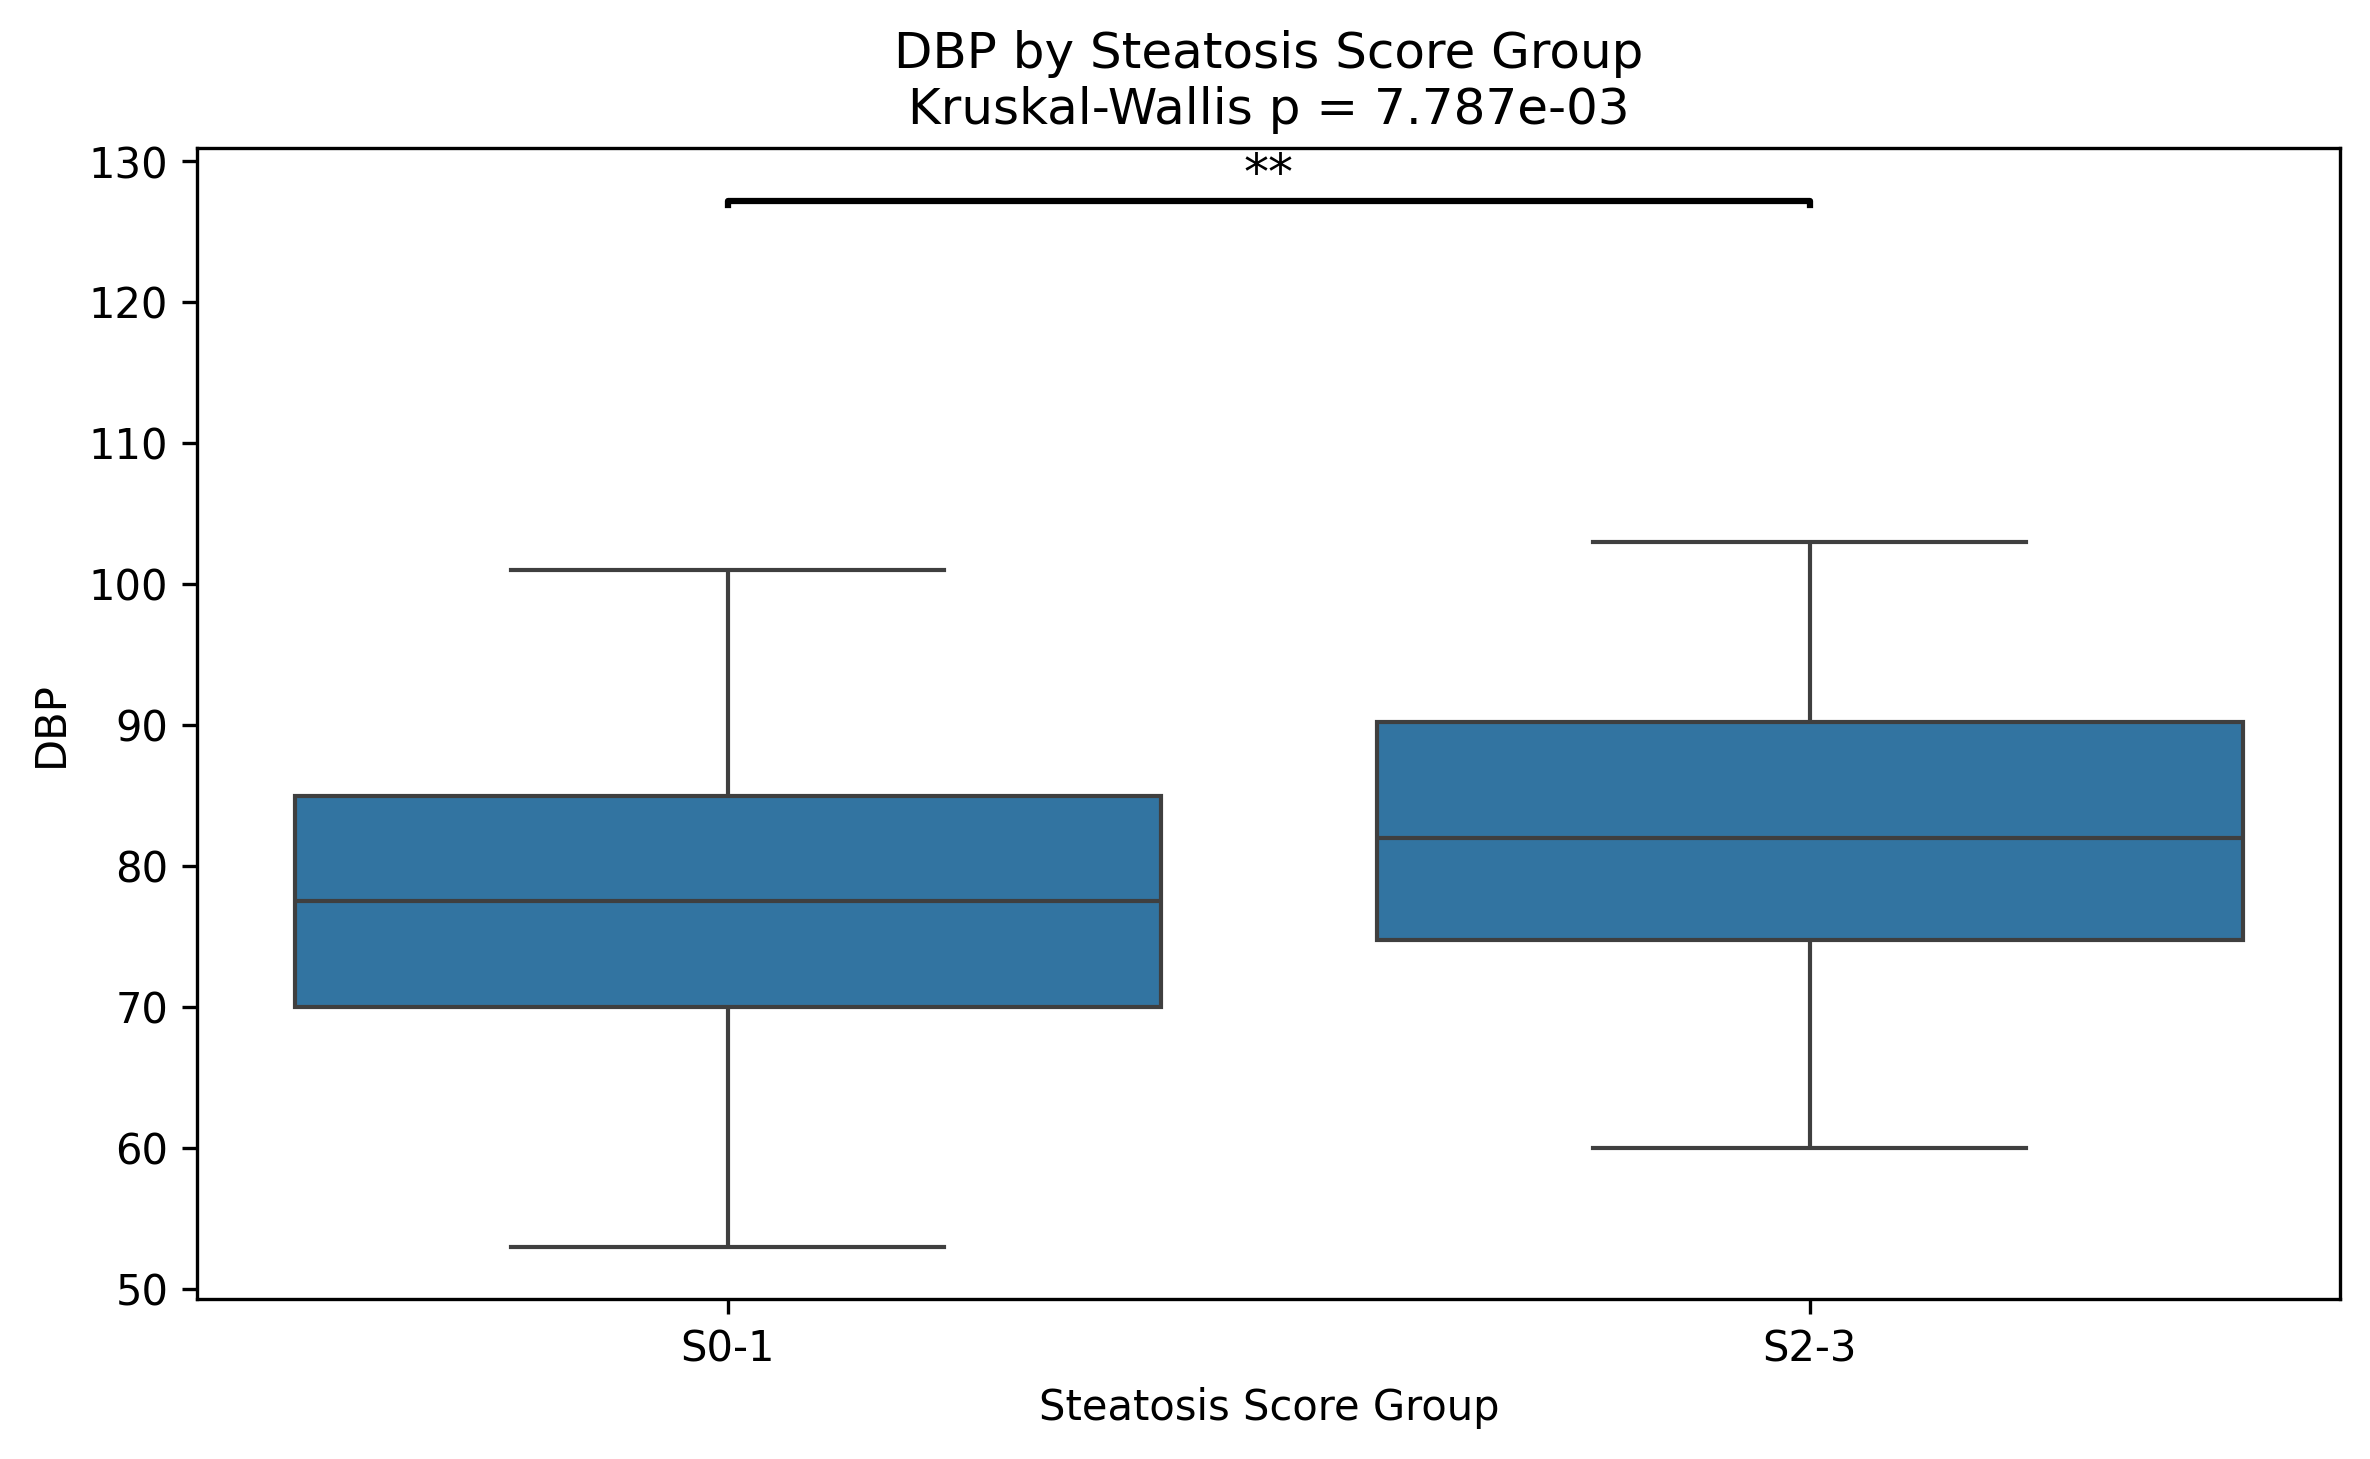 DBP by Steatosis Score Group
Kruskal-Wallis p = 7.787e-03
**
130
120
110
100
90
80
70
60
50
DBP
S0-1
S2-3
Steatosis Score Group